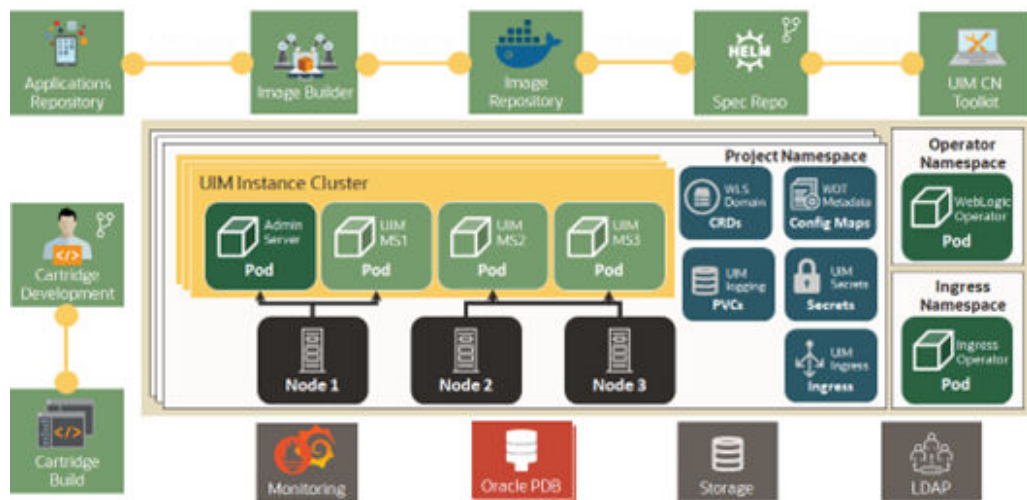 Applications
Repository
Image Builder
Image
Repository
HELM
Spec Repo
UIM CN
Toolkit
Cartridge
Development
Cartridge
Build
Project Namespace
UIM Instance Cluster
Admin
Server
Pod
UIM
MS1
Pod
UIM
MS2
Pod
UIM
MS3
Pod
Node 1
Node 2
Node 3
WLS
Domain
CRDs
WDT
Metadata
Config Maps
UIM
logging
PVCs
UIM
Secrets
Secrets
UIM
Ingress
Ingress
Operator
Namespace
WebLogic
Operator
Pod
Ingress
Namespace
Ingress
Operator
Pod
Monitoring
Oracle PDB
Storage
LDAP